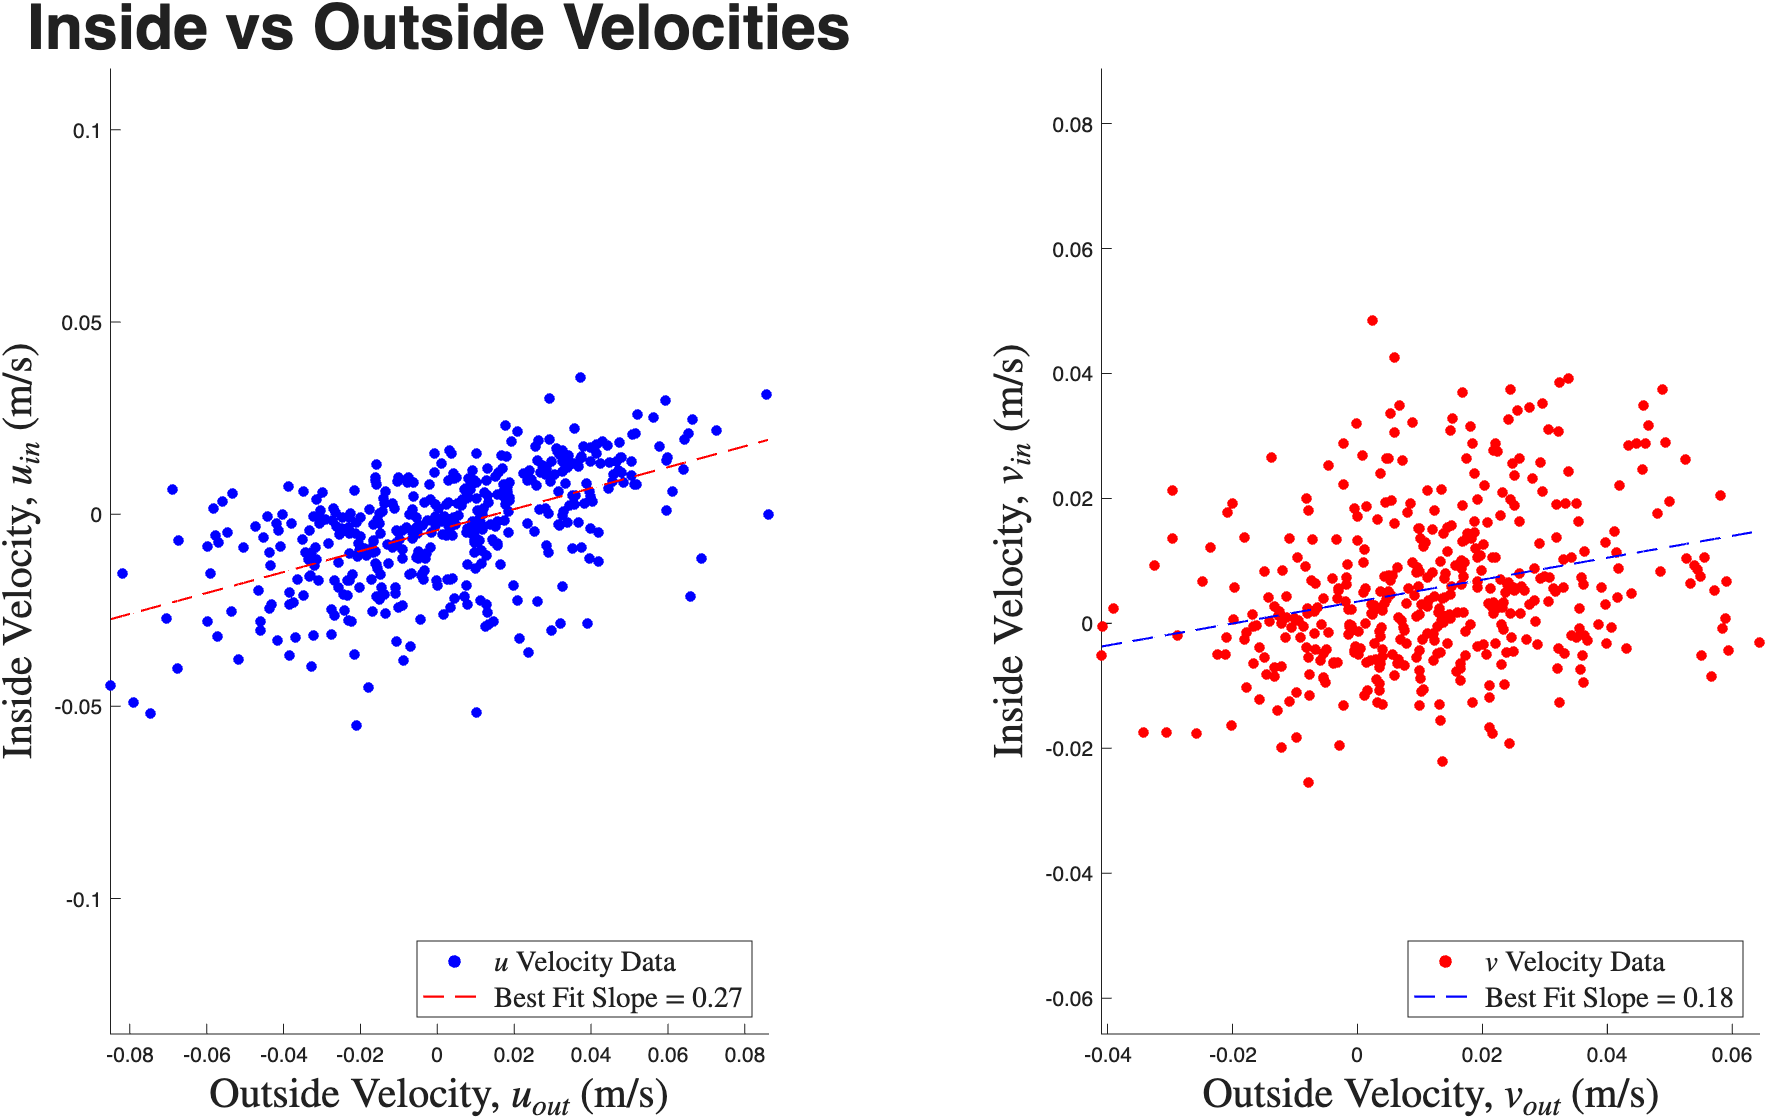 Inside vs Outside Velocities
Inside Velocity, u_in (m/s)
0.1
0.05
0
-0.05
-0.1
-0.08 -0.06 -0.04 -0.02 0 0.02 0.04 0.06 0.08
Outside Velocity, u_out (m/s)
u Velocity Data
Best Fit Slope = 0.27
Inside Velocity, v_in (m/s)
0.08
0.06
0.04
0.02
0
-0.02
-0.04
-0.06
-0.04 -0.02 0 0.02 0.04 0.06
Outside Velocity, v_out (m/s)
v Velocity Data
Best Fit Slope = 0.18